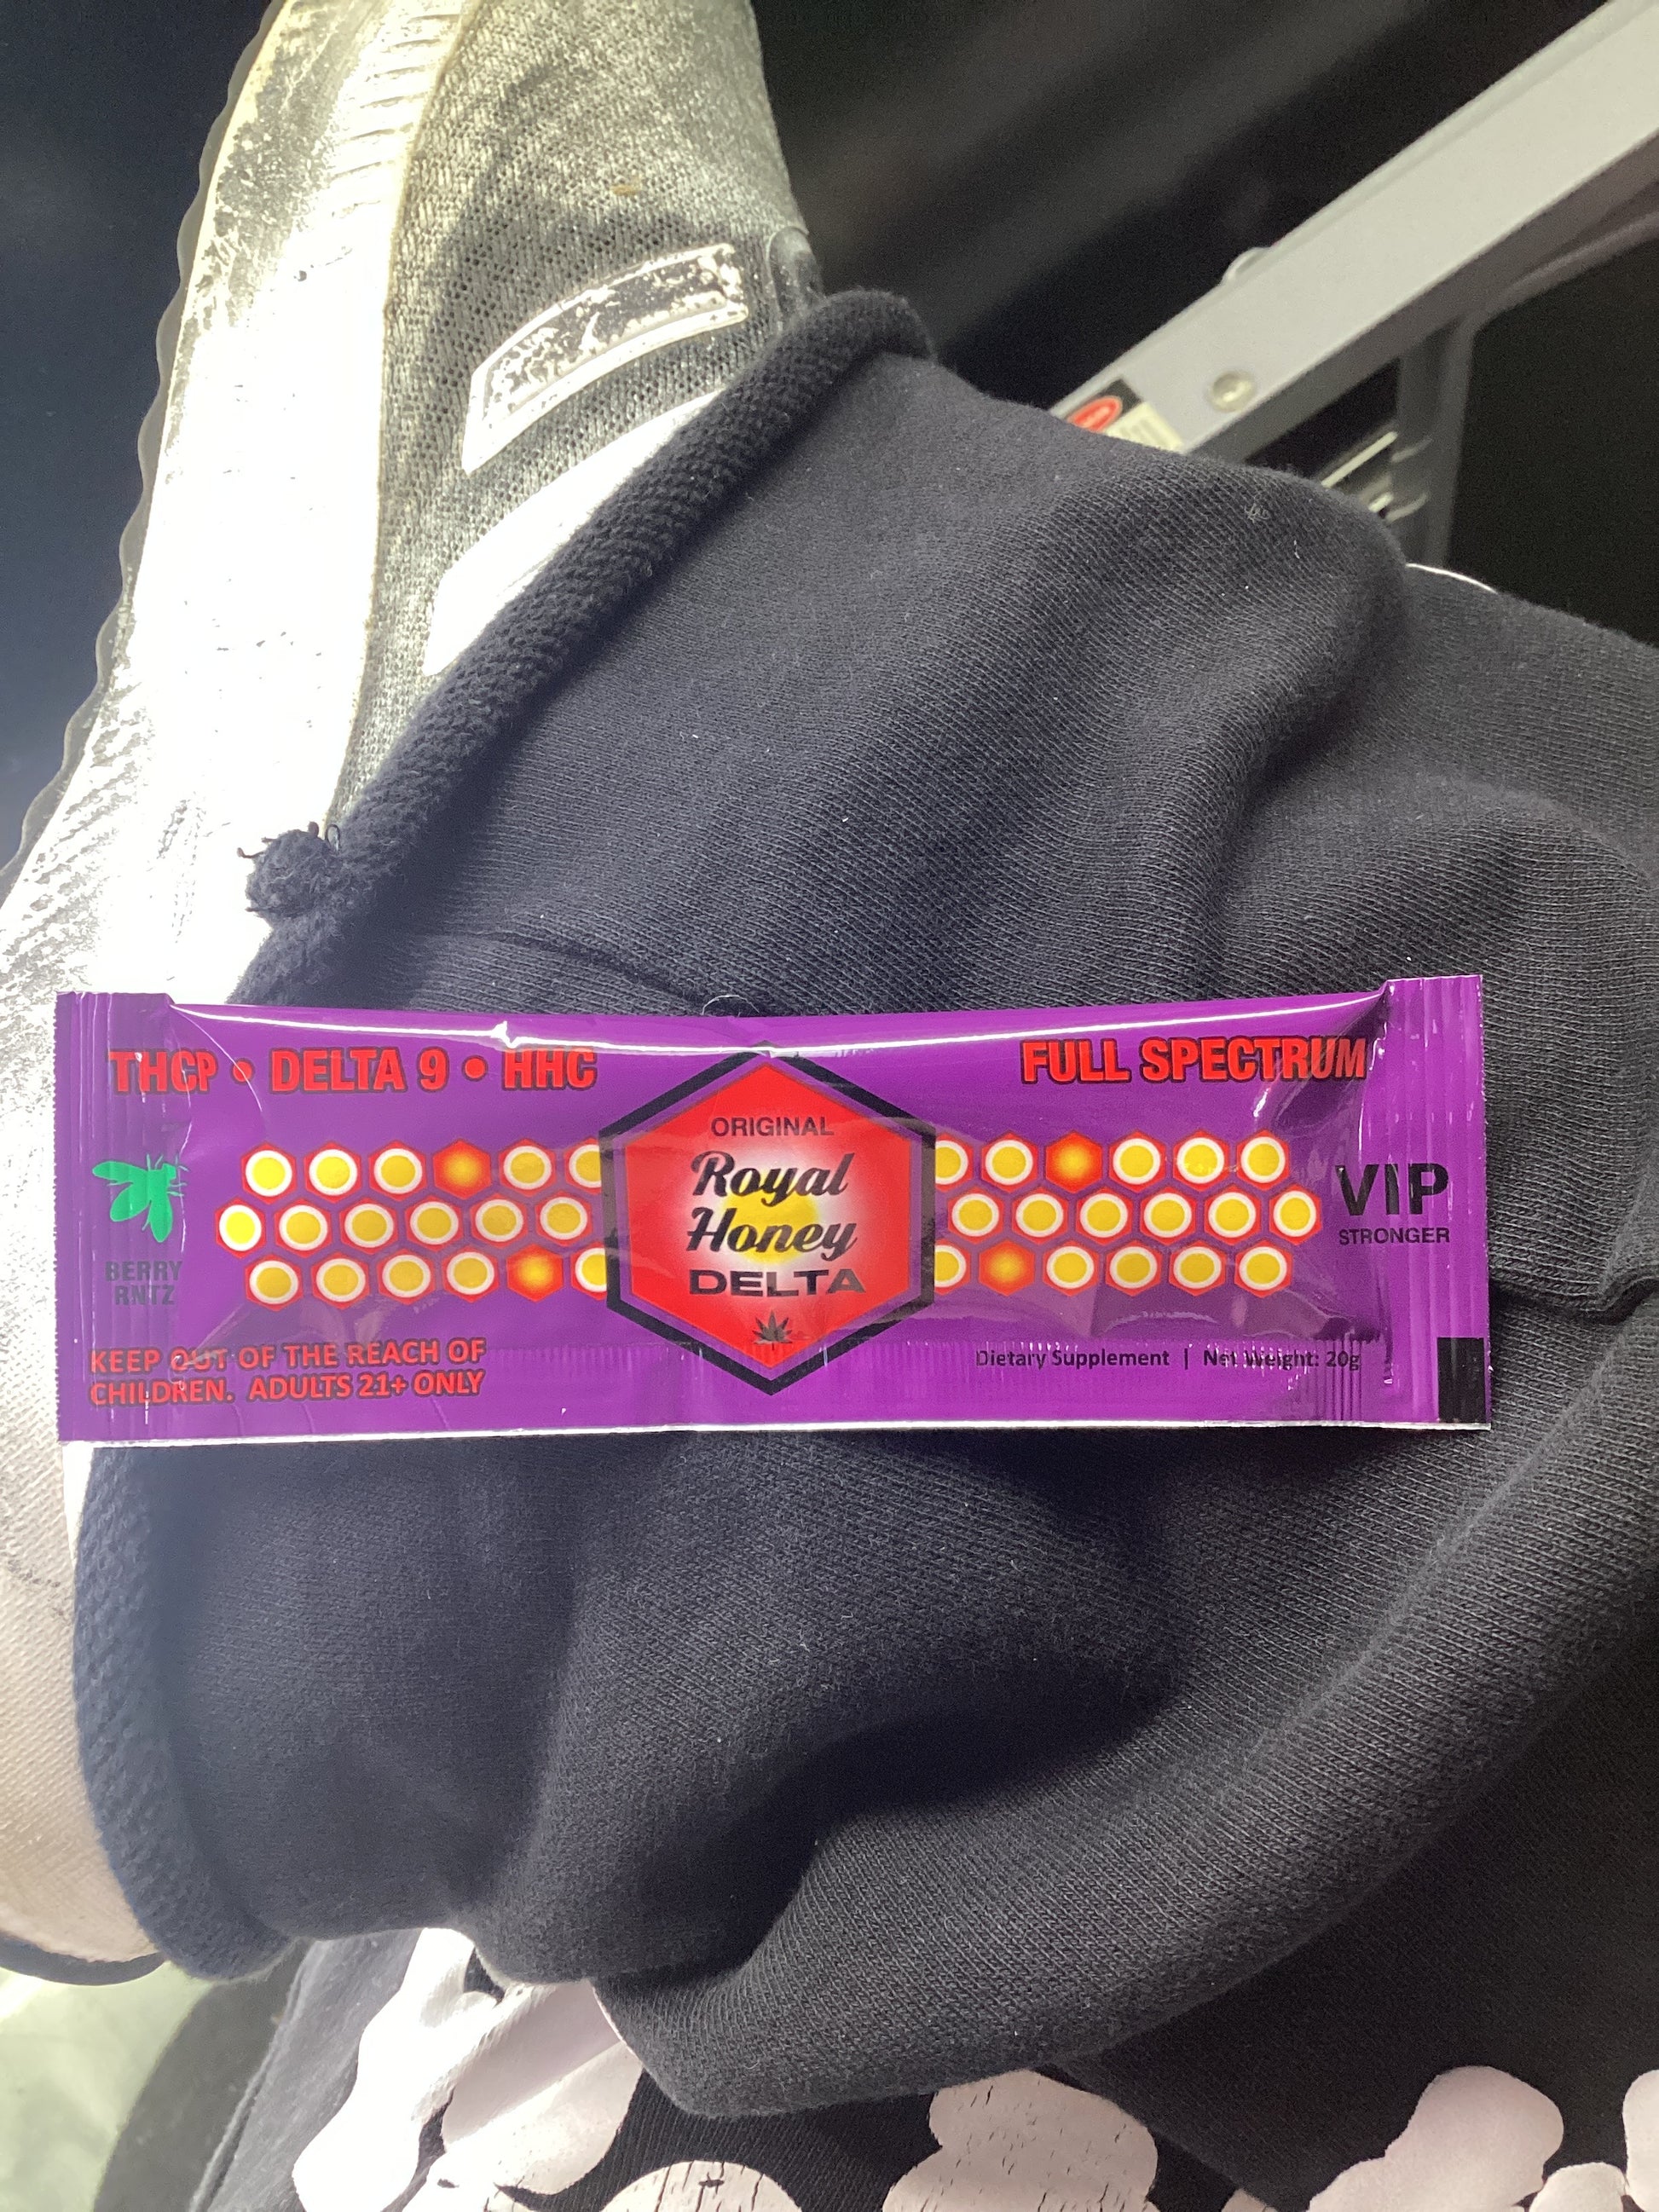 THCP • DELTA 9 • HHC
FULL SPECTRUM
ORIGINAL
Royal
Honey
DELTA
BERRY
RNTZ
VIP
STRONGER
KEEP OUT OF THE REACH OF
CHILDREN. ADULTS 21+ ONLY
Dietary Supplement | Net Weight: 20g